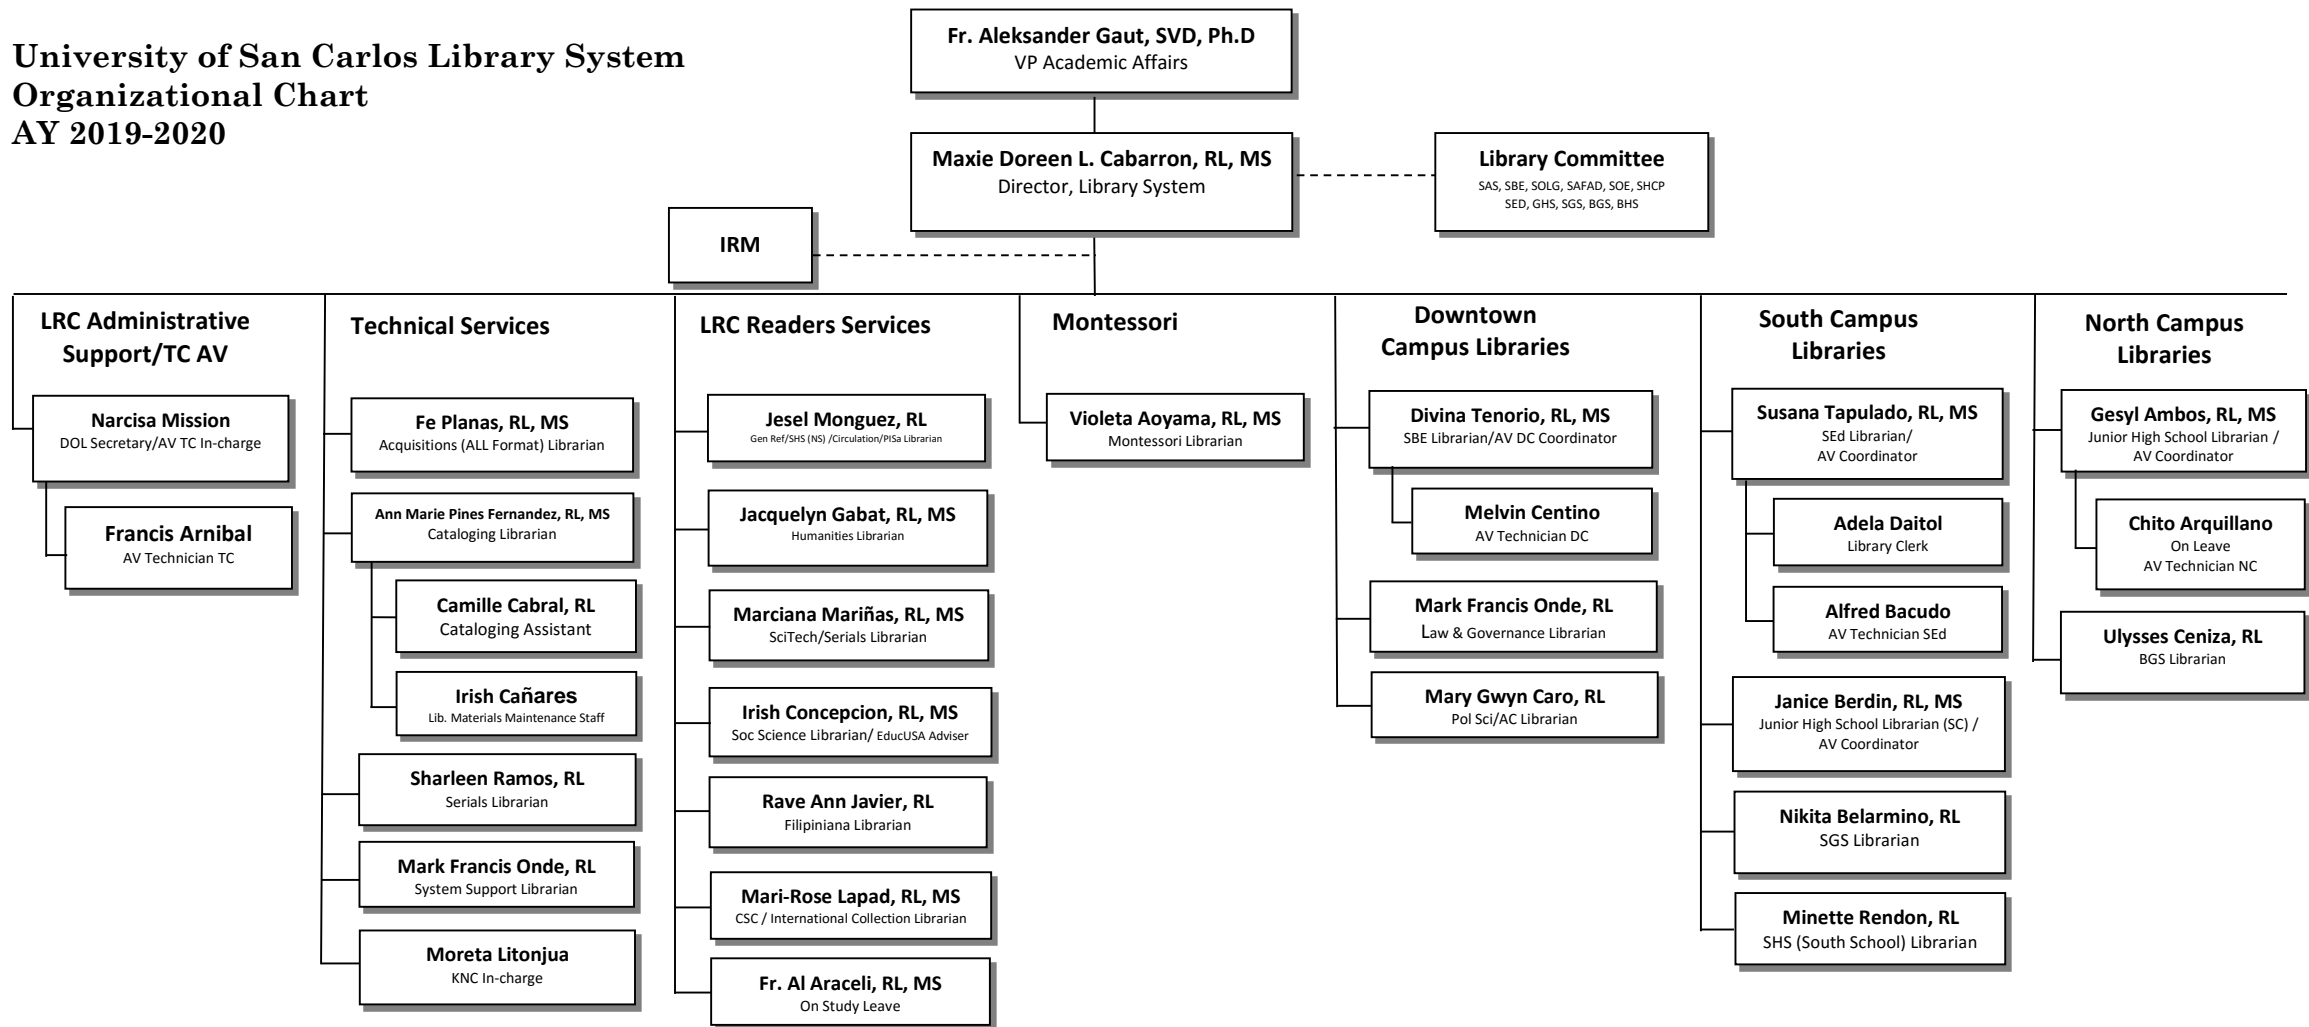 University of San Carlos Library System
Organizational Chart
AY 2019-2020
Fr. Aleksander Gaut, SVD, Ph.D
VP Academic Affairs
Maxie Doreen L. Cabarron, RL, MS
Director, Library System
Library Committee
SAS, SBE, SOLG, SAFAD, SOE, SHCP
SED, GHS, SGS, BGS, BHS
IRM
LRC Administrative
Support/TC AV
Narcisa Mission
DOL Secretary/AV TC In-charge
Francis Arnibal
AV Technician TC
Technical Services
Fe Planas, RL, MS
Acquisitions (ALL Format) Librarian
Ann Marie Pines Fernandez, RL, MS
Cataloging Librarian
Camille Cabral, RL
Cataloging Assistant
Irish Cañares
Lib. Materials Maintenance Staff
Sharleen Ramos, RL
Serials Librarian
Mark Francis Onde, RL
System Support Librarian
Moreta Litonjua
KNC In-charge
LRC Readers Services
Jesel Monguez, RL
Gen Ref/SHS (NS) /Circulation/PISa Librarian
Jacquelyn Gabat, RL, MS
Humanities Librarian
Marciana Mariñas, RL, MS
SciTech/Serials Librarian
Irish Concepcion, RL, MS
Soc Science Librarian/ EducUSA Adviser
Rave Ann Javier, RL
Filipiniana Librarian
Mari-Rose Lapad, RL, MS
CSC / International Collection Librarian
Fr. Al Araceli, RL, MS
On Study Leave
Montessori
Violeta Aoyama, RL, MS
Montessori Librarian
Downtown
Campus Libraries
Divina Tenorio, RL, MS
SBE Librarian/AV DC Coordinator
Melvin Centino
AV Technician DC
Mark Francis Onde, RL
Law & Governance Librarian
Mary Gwyn Caro, RL
Pol Sci/AC Librarian
South Campus
Libraries
Susana Tapulado, RL, MS
SEd Librarian/
AV Coordinator
Adela Daitol
Library Clerk
Alfred Bacudo
AV Technician SEd
Janice Berdin, RL, MS
Junior High School Librarian (SC) /
AV Coordinator
Nikita Belarmino, RL
SGS Librarian
Minette Rendon, RL
SHS (South School) Librarian
North Campus
Libraries
Gesyl Ambos, RL, MS
Junior High School Librarian /
AV Coordinator
Chito Arquillano
On Leave
AV Technician NC
Ulysses Ceniza, RL
BGS Librarian